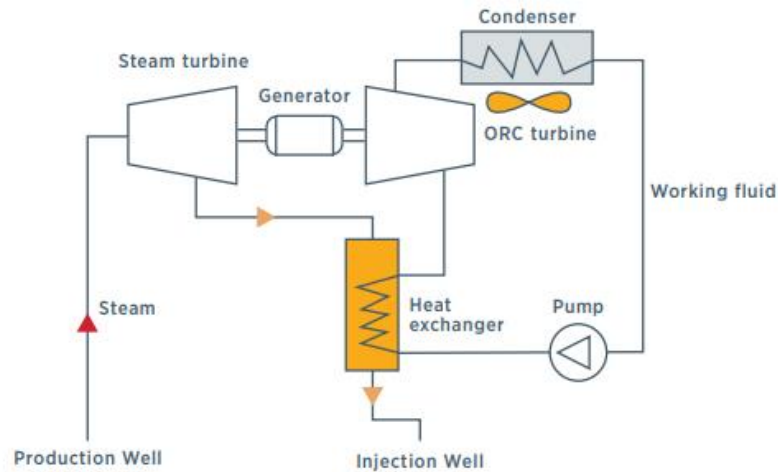 Condenser
Steam turbine
Generator
ORC turbine
Working fluid
Steam
Heat
exchanger
Pump
Production Well
Injection Well